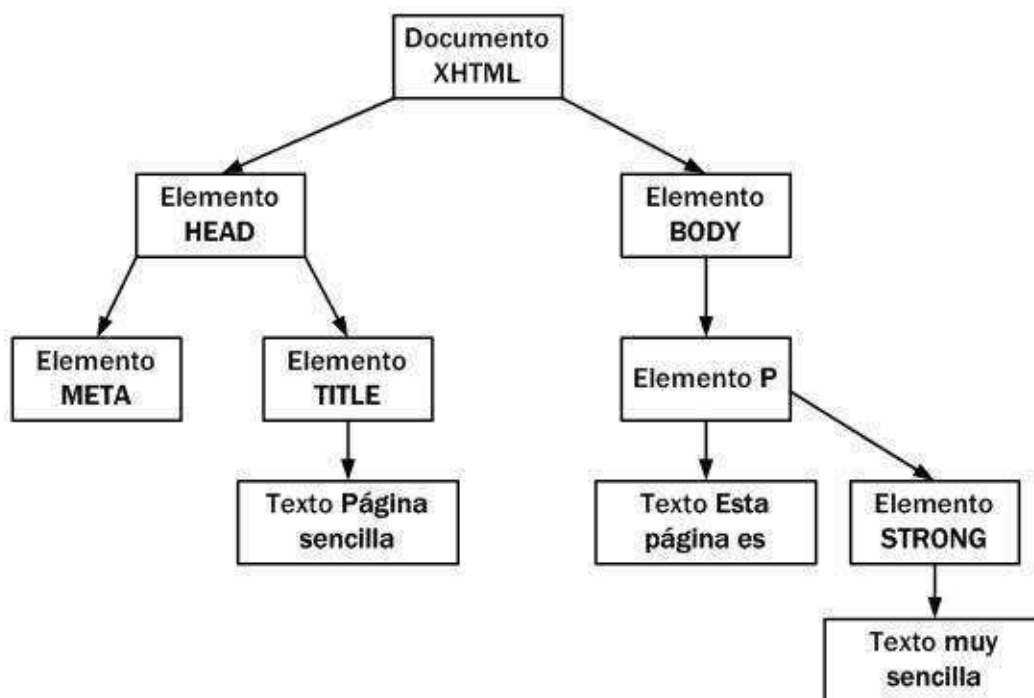 Documento
XHTML
Elemento
HEAD
Elemento
BODY
Elemento
META
Elemento
TITLE
Elemento P
Texto Página
sencilla
Texto Esta
página es
Elemento
STRONG
Texto muy
sencilla